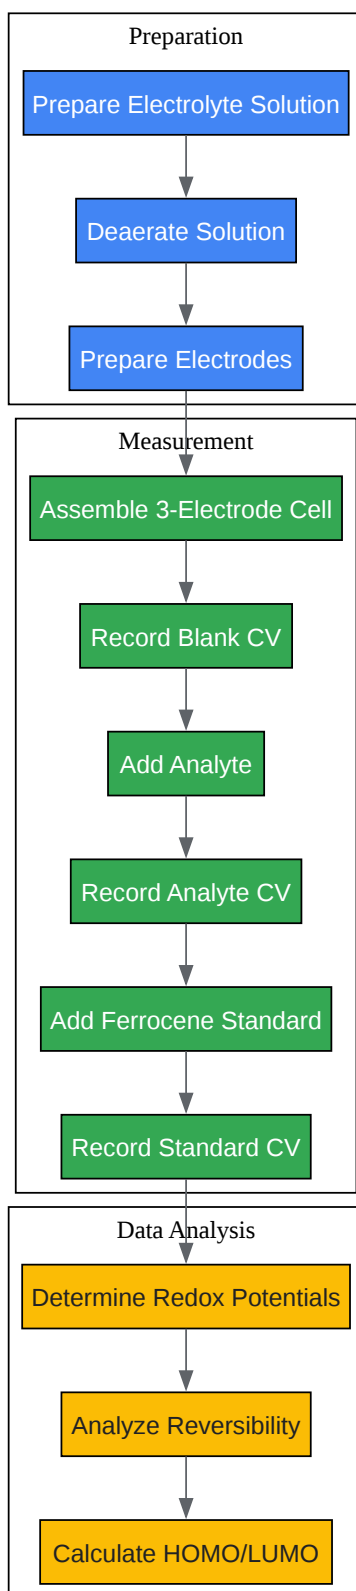 Preparation
Prepare Electrolyte Solution
Deaerate Solution
Prepare Electrodes
Measurement
Assemble 3-Electrode Cell
Record Blank CV
Add Analyte
Record Analyte CV
Add Ferrocene Standard
Record Standard CV
Data Analysis
Determine Redox Potentials
Analyze Reversibility
Calculate HOMO/LUMO